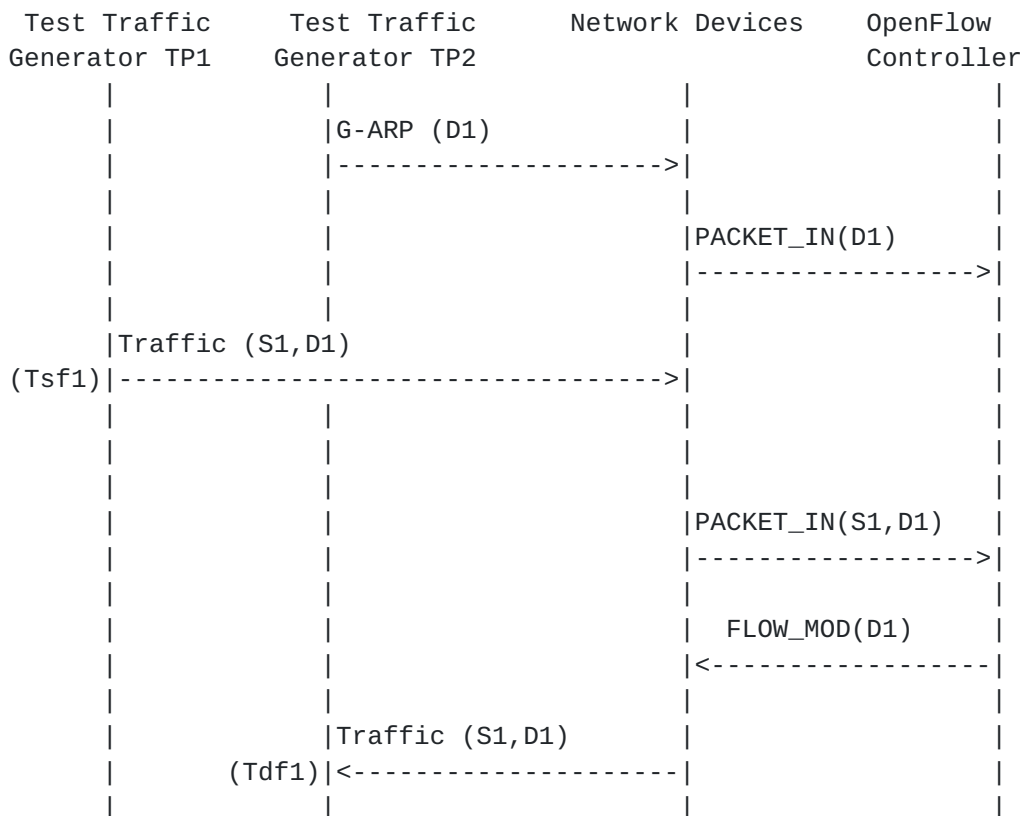 Test Traffic     Test Traffic      Network Devices    OpenFlow
Generator TP1    Generator TP2                         Controller
G-ARP (D1)
PACKET_IN(D1)
Traffic (S1,D1)
(Tsf1)
PACKET_IN(S1,D1)
FLOW_MOD(D1)
Traffic (S1,D1)
(Tdf1)